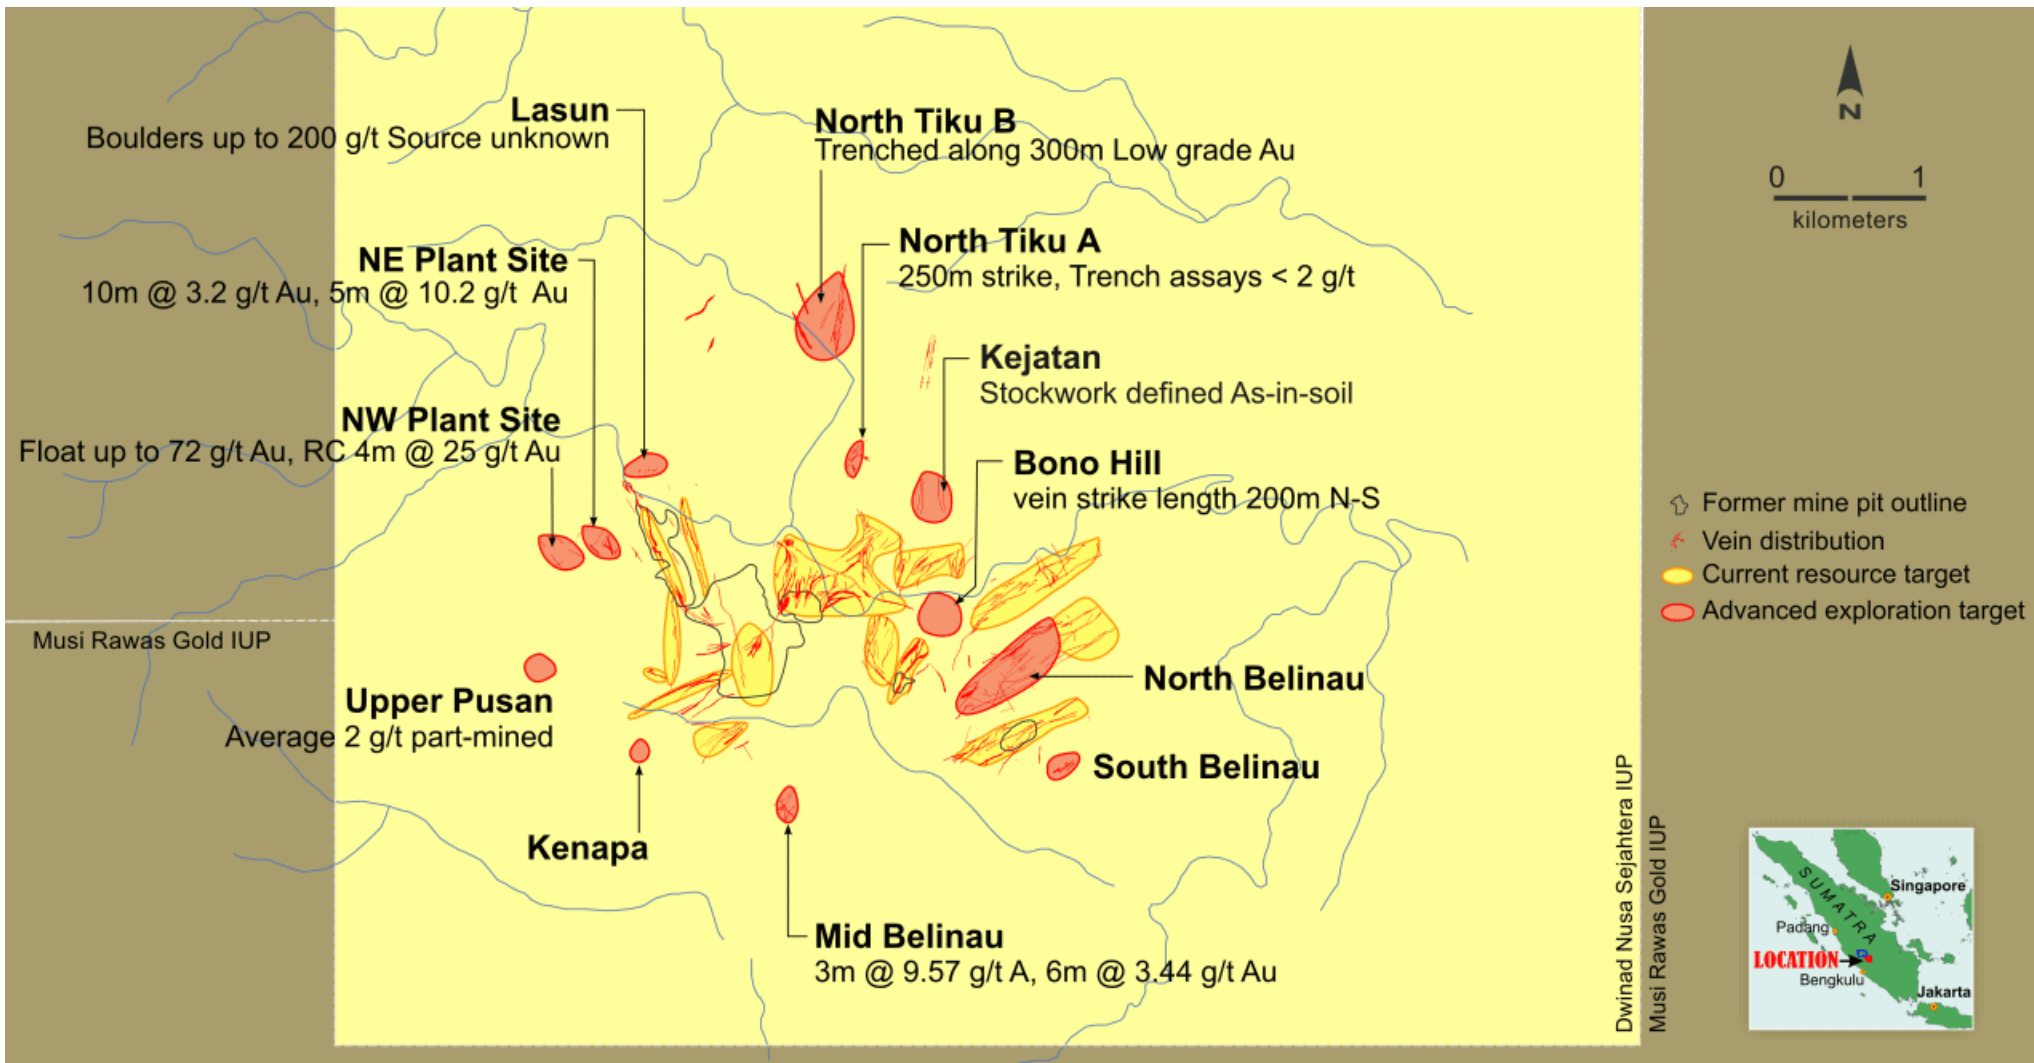 Lasun
Boulders up to 200 g/t Source unknown
North Tiku B
Trenched along 300m Low grade Au
N
0 1
kilometers
North Tiku A
250m strike, Trench assays < 2 g/t
NE Plant Site
10m @ 3.2 g/t Au, 5m @ 10.2 g/t Au
Kejatan
Stockwork defined As-in-soil
NW Plant Site
Float up to 72 g/t Au, RC 4m @ 25 g/t Au
Bono Hill
vein strike length 200m N-S
Former mine pit outline
Vein distribution
Current resource target
Advanced exploration target
Musi Rawas Gold IUP
North Belinau
Upper Pusan
Average 2 g/t part-mined
South Belinau
Kenapa
Mid Belinau
3m @ 9.57 g/t A, 6m @ 3.44 g/t Au
Dwinad Nusa Sejahtera IUP
Musi Rawas Gold IUP
SUMATRA
Singapore
Padang
LOCATION
Bengkulu
Jakarta